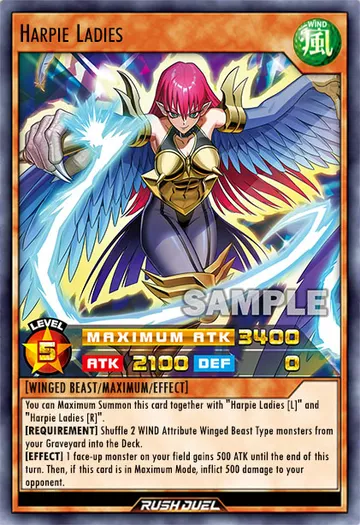 HARPIE LADIES
WIND
風
SAMPLE
LEVEL
5
MAXIMUM ATK 3400
ATK 2100 DEF 0
[WINGED BEAST/MAXIMUM/EFFECT]
You can Maximum Summon this card together with "Harpie Ladies [L]" and
"Harpie Ladies [R]".
[REQUIREMENT] Shuffle 2 WIND Attribute Winged Beast Type monsters from
your Graveyard into the Deck.
[EFFECT] 1 face-up monster on your field gains 500 ATK until the end of this
turn. Then, if this card is in Maximum Mode, inflict 500 damage to your
opponent.
RUSH DUEL